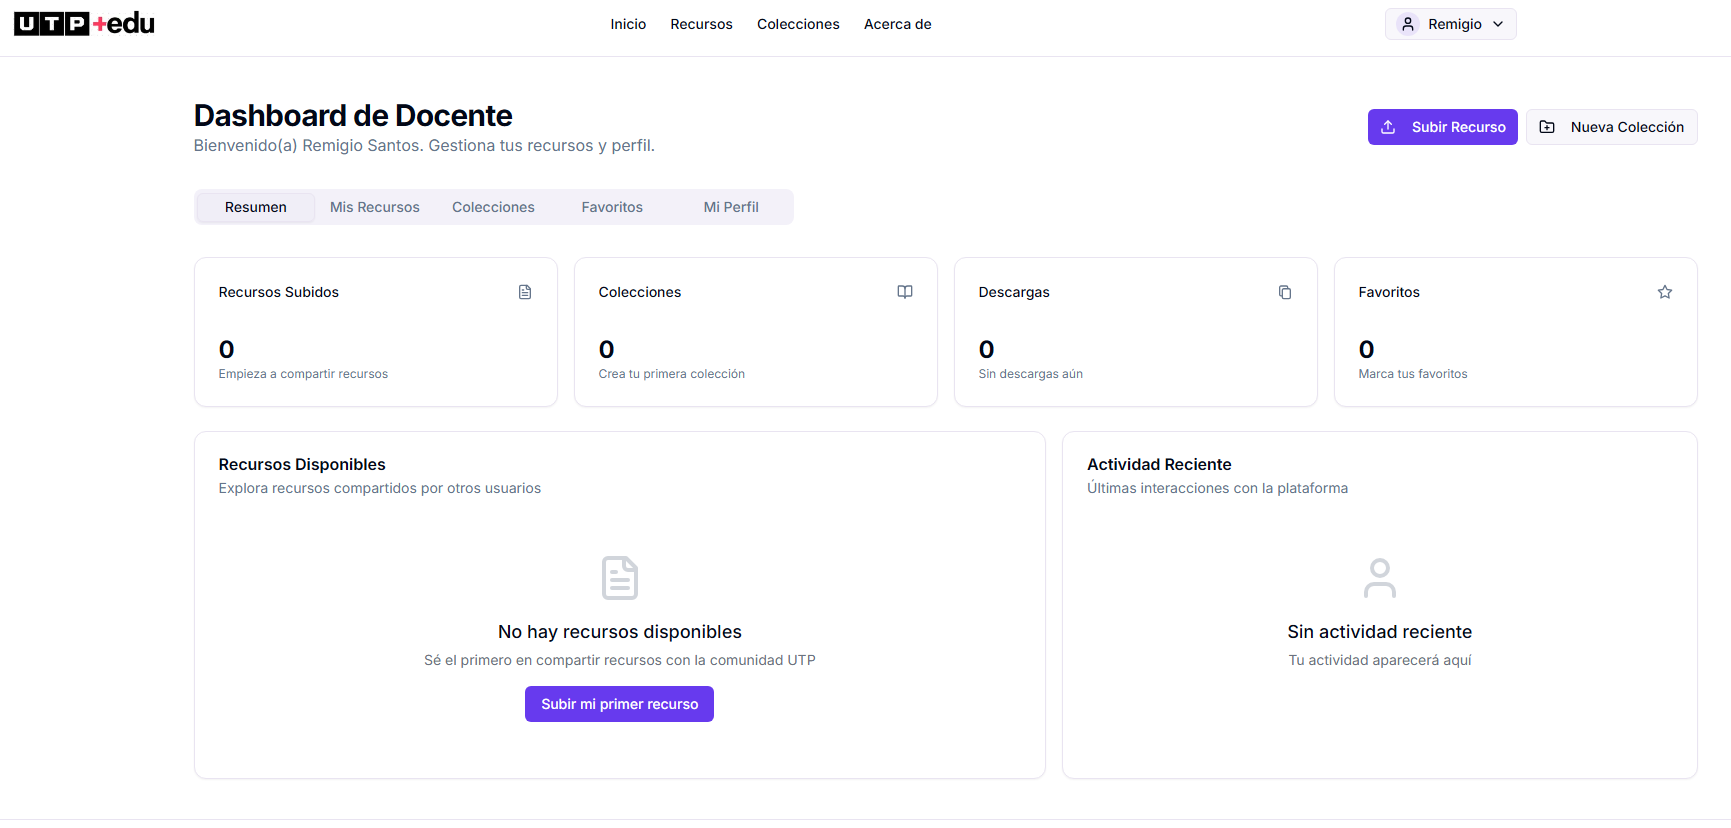 UTP+edu
Inicio Recursos Colecciones Acerca de
Remigio
Dashboard de Docente
Bienvenido(a) Remigio Santos. Gestiona tus recursos y perfil.
Subir Recurso
Nueva Colección
Resumen Mis Recursos Colecciones Favoritos Mi Perfil
Recursos Subidos
0
Empieza a compartir recursos
Colecciones
0
Crea tu primera colección
Descargas
0
Sin descargas aún
Favoritos
0
Marca tus favoritos
Recursos Disponibles
Explora recursos compartidos por otros usuarios
No hay recursos disponibles
Sé el primero en compartir recursos con la comunidad UTP
Subir mi primer recurso
Actividad Reciente
Últimas interacciones con la plataforma
Sin actividad reciente
Tu actividad aparecerá aquí